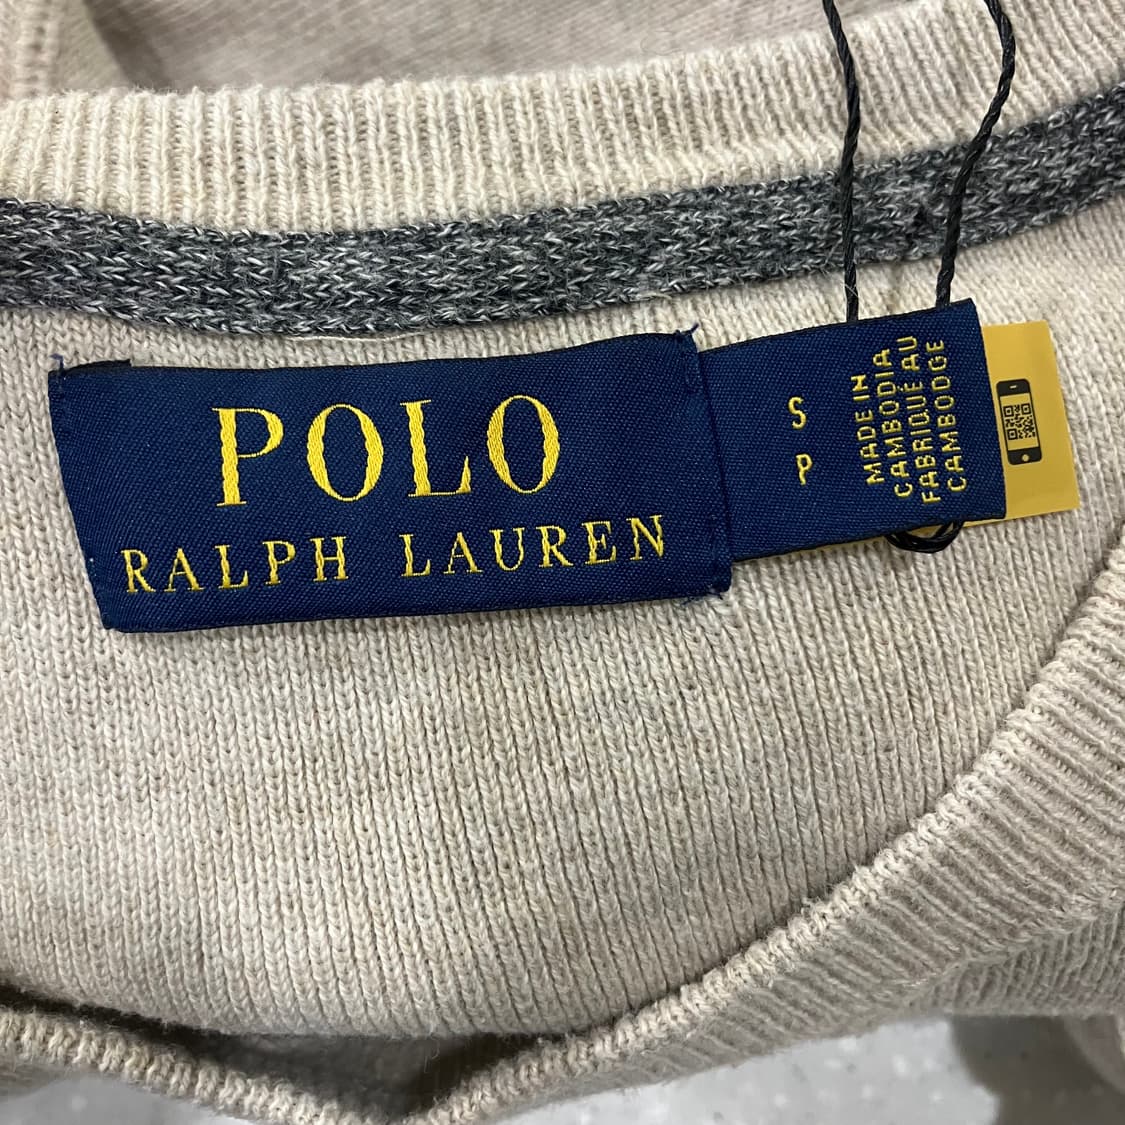 POLO
RALPH LAUREN
S
P
MADE IN
CAMBODIA
FABRIQUÉ AU
CAMBODGE